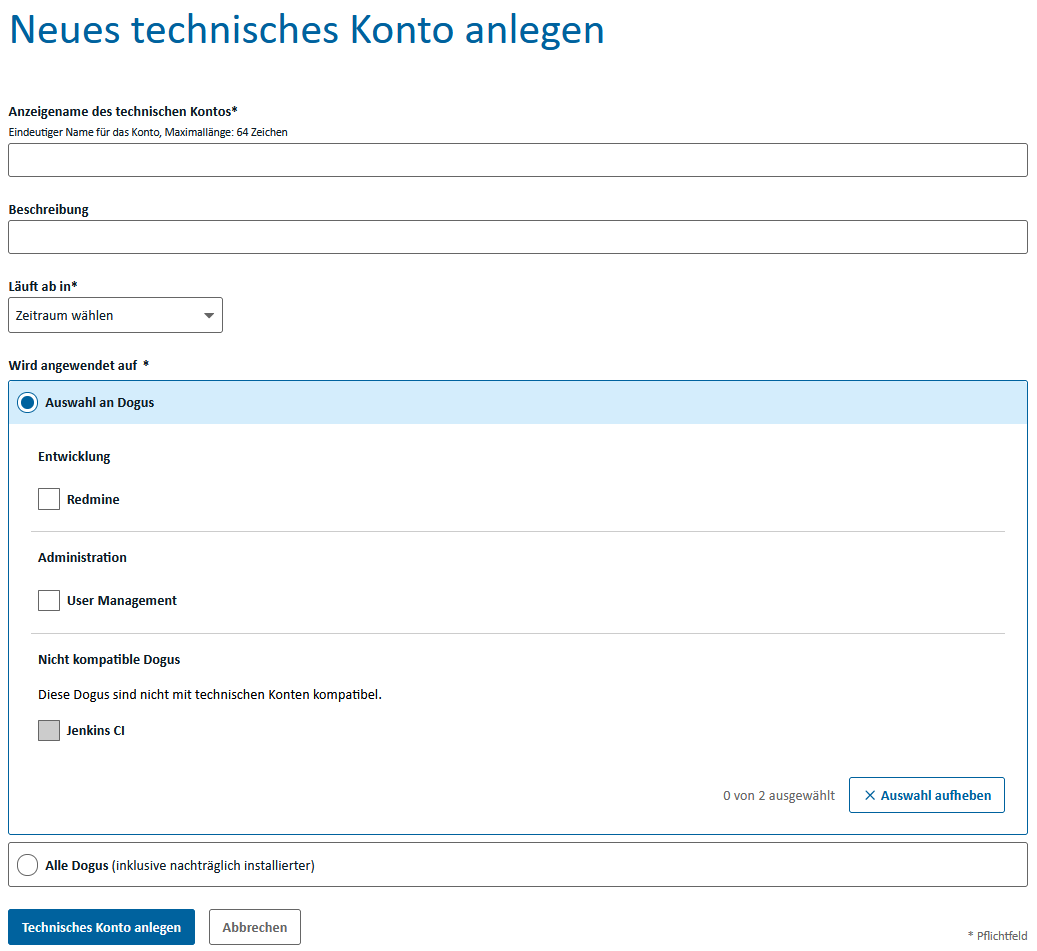 Neues technisches Konto anlegen
Anzeigename des technischen Kontos*
Eindeutiger Name für das Konto, Maximallänge: 64 Zeichen
Beschreibung
Läuft ab in*
Zeitraum wählen
Wird angewendet auf *
Auswahl an Dogus
Entwicklung
Redmine
Administration
User Management
Nicht kompatible Dogus
Diese Dogus sind nicht mit technischen Konten kompatibel.
Jenkins CI
0 von 2 ausgewählt
Auswahl aufheben
Alle Dogus (inklusive nachträglich installierter)
Technisches Konto anlegen
Abbrechen
* Pflichtfeld